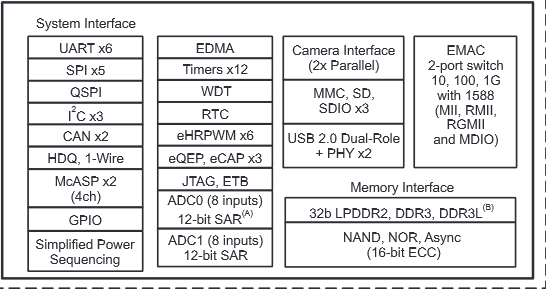 System Interface
UART x6
SPI x5
QSPI
I²C x3
CAN x2
HDQ, 1-Wire
McASP x2
(4ch)
GPIO
Simplified Power
Sequencing
EDMA
Timers x12
WDT
RTC
eHRPWM x6
eQEP, eCAP x3
JTAG, ETB
ADC0 (8 inputs)
12-bit SAR(A)
ADC1 (8 inputs)
12-bit SAR
Camera Interface
(2x Parallel)
MMC, SD,
SDIO x3
USB 2.0 Dual-Role
+ PHY x2
EMAC
2-port switch
10, 100, 1G
with 1588
(MII, RMII,
RGMII
and MDIO)
Memory Interface
32b LPDDR2, DDR3, DDR3L(B)
NAND, NOR, Async
(16-bit ECC)